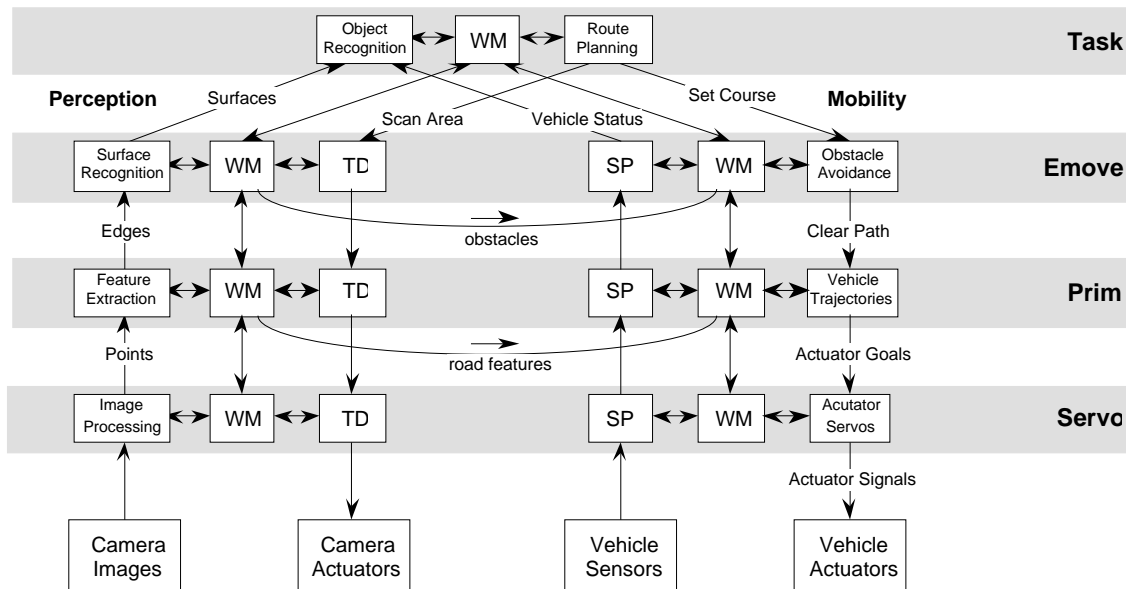 Object
Recognition
WM
Route
Planning
Task
Perception
Surfaces
Set Course
Mobility
Scan Area
Vehicle Status
Surface
Recognition
WM
TD
SP
WM
Obstacle
Avoidance
Emove
Edges
obstacles
Clear Path
Feature
Extraction
WM
TD
SP
WM
Vehicle
Trajectories
Prim
Points
road features
Actuator Goals
Image
Processing
WM
TD
SP
WM
Acutator
Servos
Servo
Actuator Signals
Camera
Images
Camera
Actuators
Vehicle
Sensors
Vehicle
Actuators